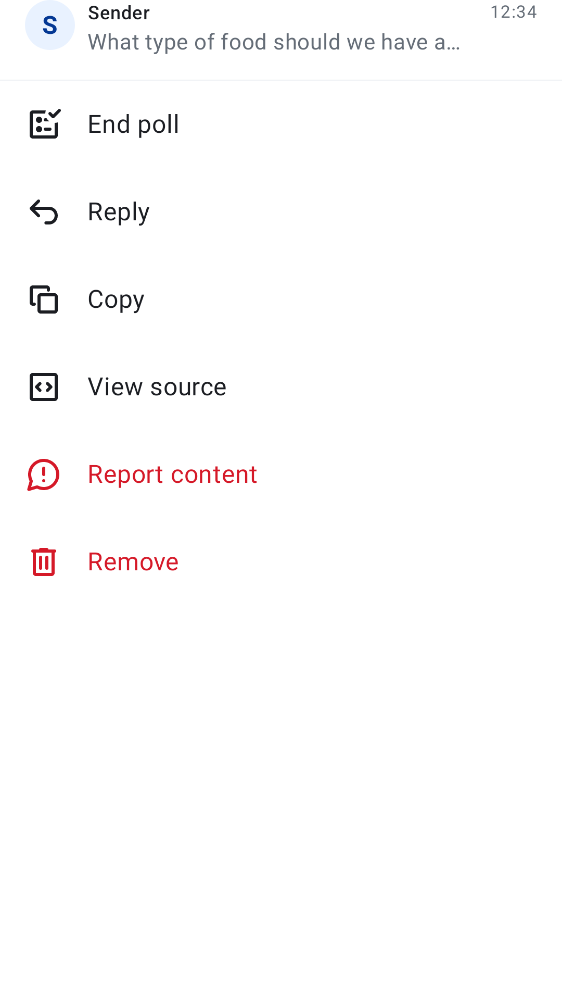 S
Sender
12:34
What type of food should we have a…
End poll
Reply
Copy
View source
Report content
Remove